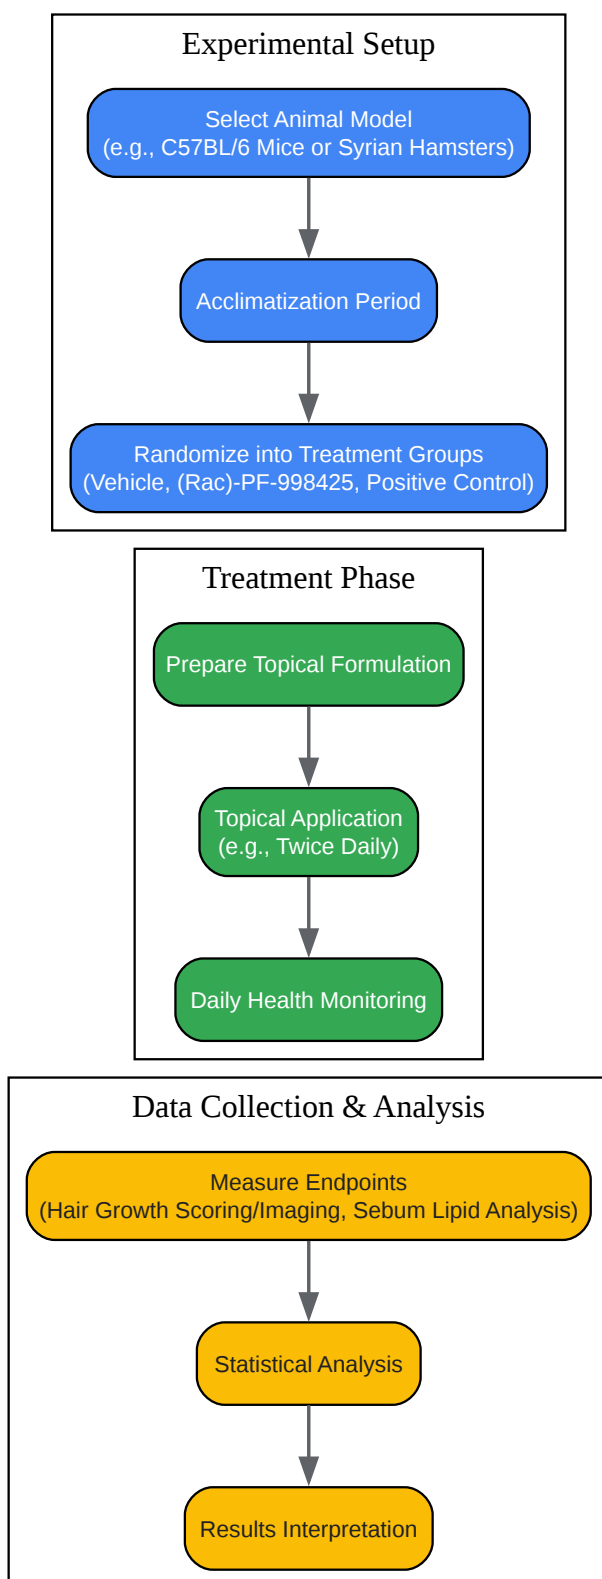 Experimental Setup
Select Animal Model
(e.g., C57BL/6 Mice or Syrian Hamsters)
Acclimatization Period
Randomize into Treatment Groups
(Vehicle, (Rac)-PF-998425, Positive Control)
Treatment Phase
Prepare Topical Formulation
Topical Application
(e.g., Twice Daily)
Daily Health Monitoring
Data Collection & Analysis
Measure Endpoints
(Hair Growth Scoring/Imaging, Sebum Lipid Analysis)
Statistical Analysis
Results Interpretation